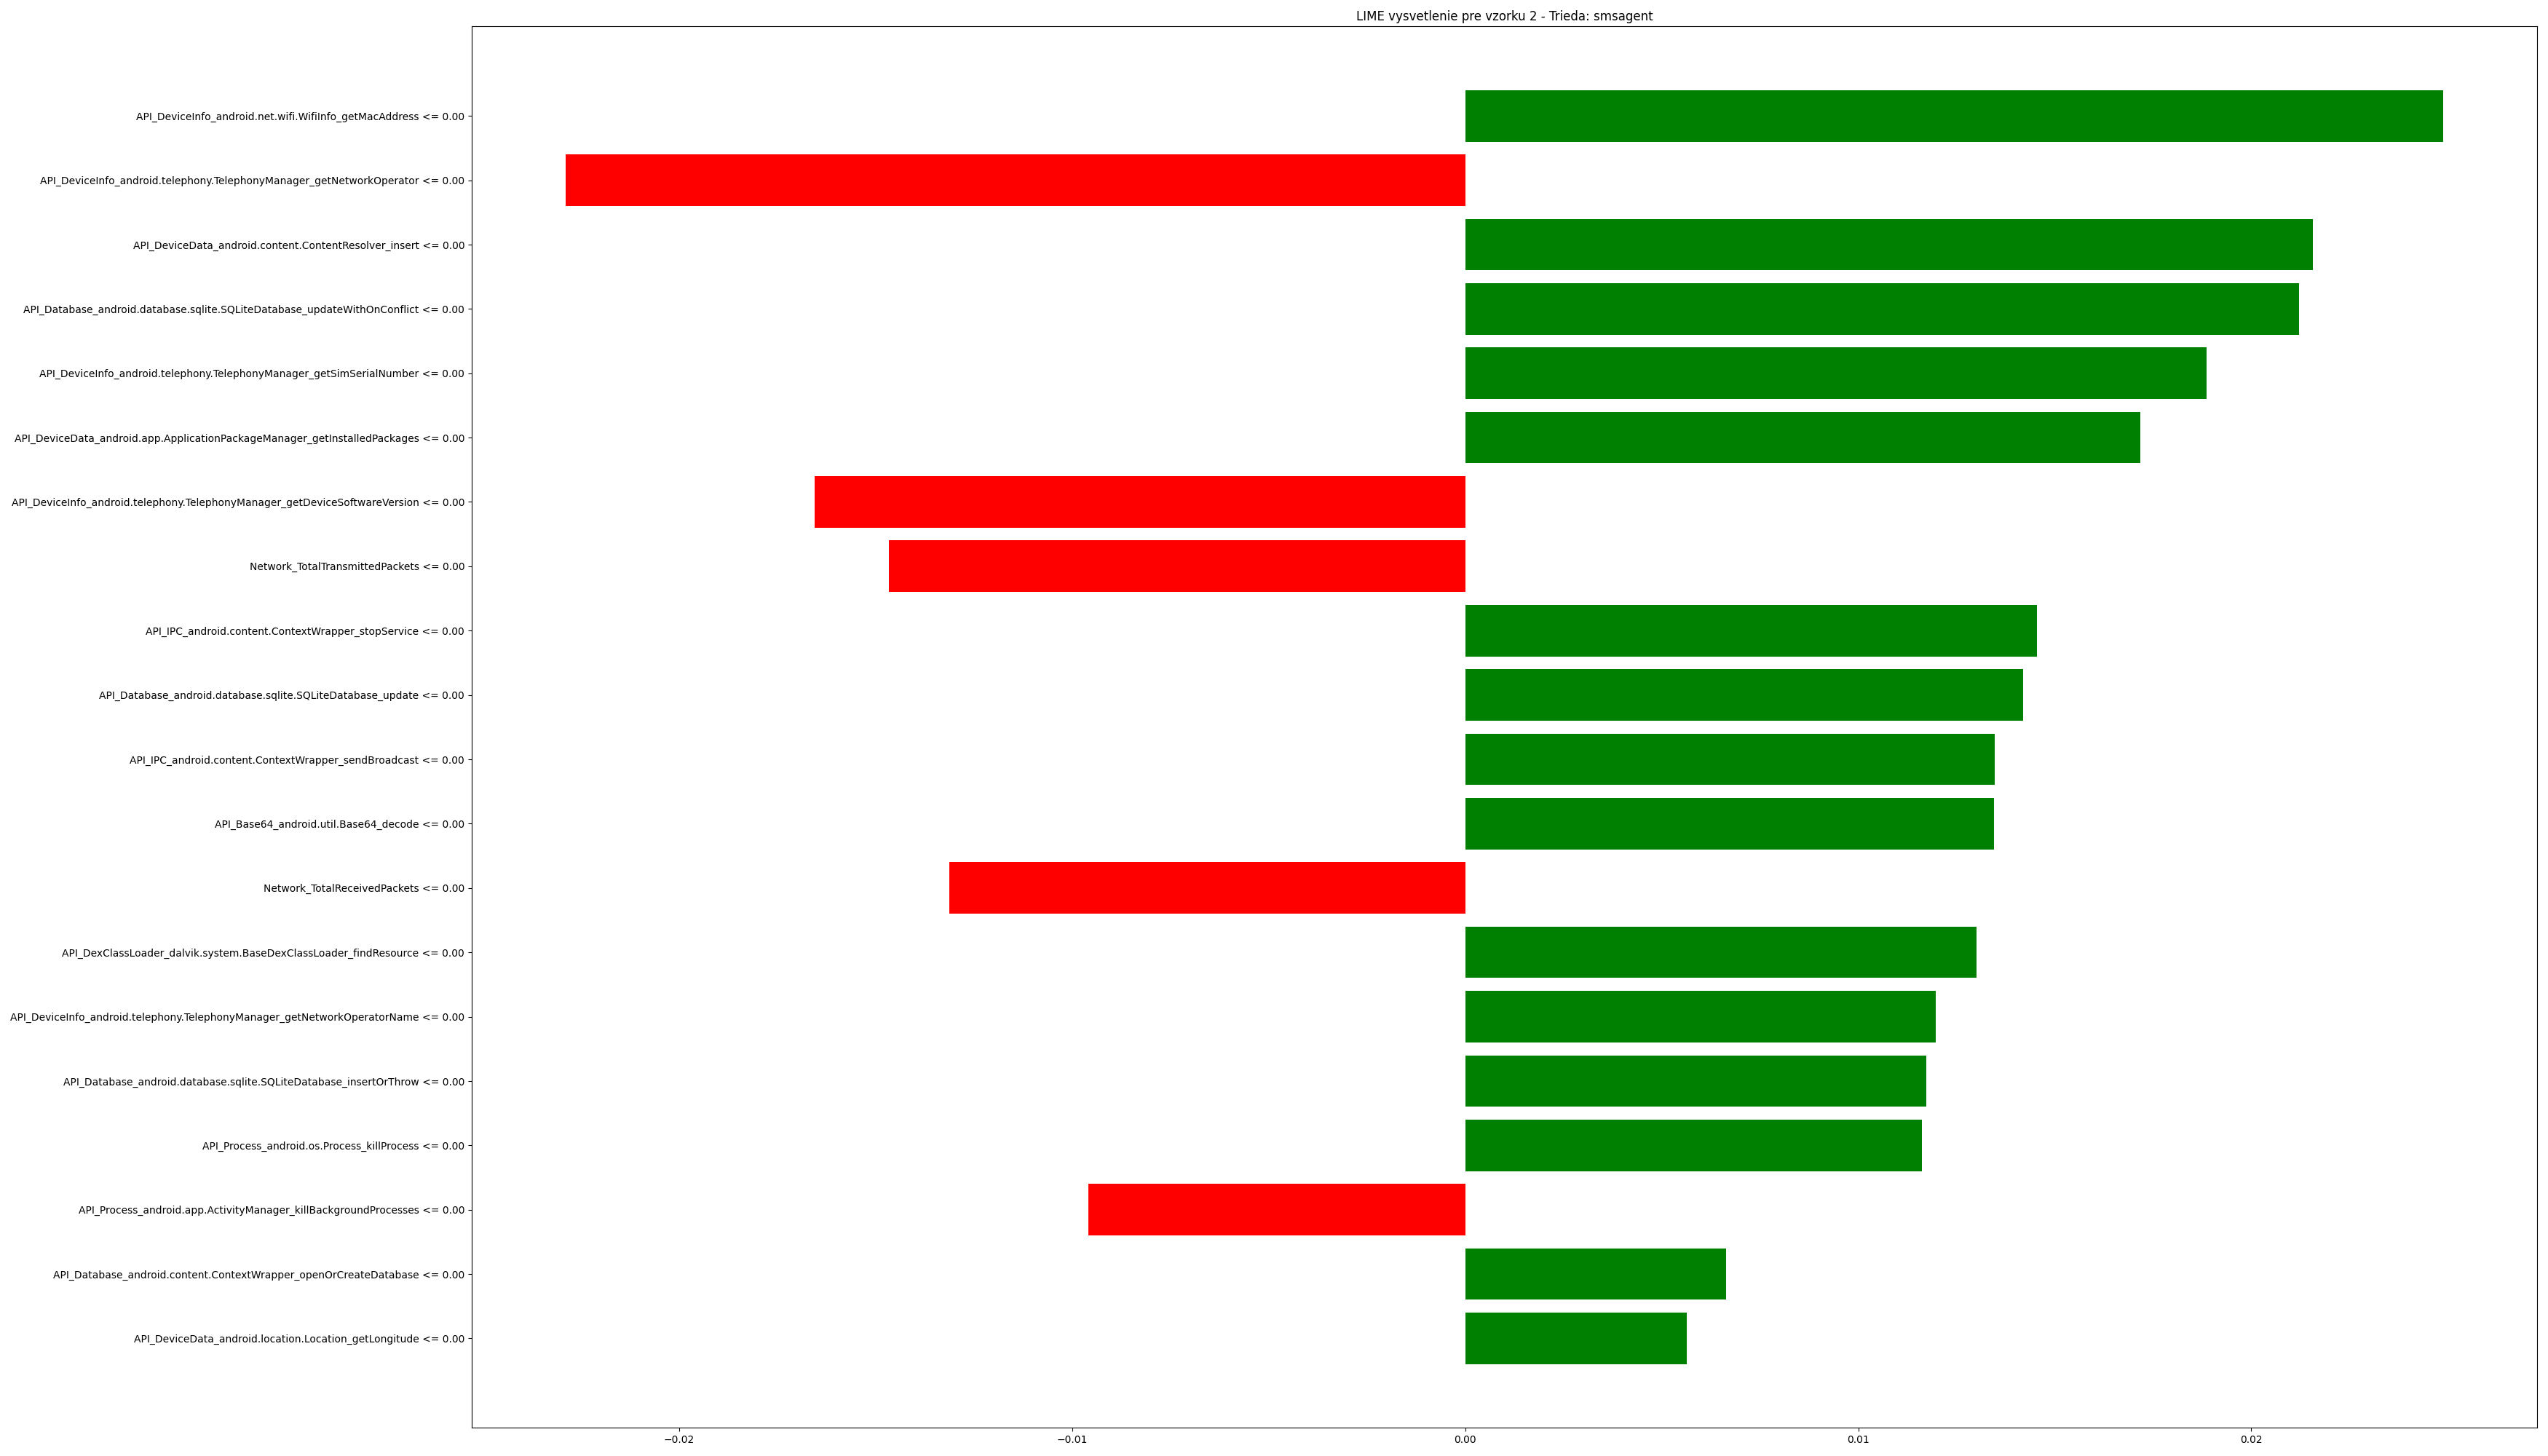 LIME vysvetlenie pre vzorku 2 - Trieda: smsagent
API_DeviceInfo_android.net.wifi.WifiInfo_getMacAddress <= 0.00
API_DeviceInfo_android.telephony.TelephonyManager_getNetworkOperator <= 0.00
API_DeviceData_android.content.ContentResolver_insert <= 0.00
API_Database_android.database.sqlite.SQLiteDatabase_updateWithOnConflict <= 0.00
API_DeviceInfo_android.telephony.TelephonyManager_getSimSerialNumber <= 0.00
API_DeviceData_android.app.ApplicationPackageManager_getInstalledPackages <= 0.00
API_DeviceInfo_android.telephony.TelephonyManager_getDeviceSoftwareVersion <= 0.00
Network_TotalTransmittedPackets <= 0.00
API_IPC_android.content.ContextWrapper_stopService <= 0.00
API_Database_android.database.sqlite.SQLiteDatabase_update <= 0.00
API_IPC_android.content.ContextWrapper_sendBroadcast <= 0.00
API_Base64_android.util.Base64_decode <= 0.00
Network_TotalReceivedPackets <= 0.00
API_DexClassLoader_dalvik.system.BaseDexClassLoader_findResource <= 0.00
API_DeviceInfo_android.telephony.TelephonyManager_getNetworkOperatorName <= 0.00
API_Database_android.database.sqlite.SQLiteDatabase_insertOrThrow <= 0.00
API_Process_android.os.Process_killProcess <= 0.00
API_Process_android.app.ActivityManager_killBackgroundProcesses <= 0.00
API_Database_android.content.ContextWrapper_openOrCreateDatabase <= 0.00
API_DeviceData_android.location.Location_getLongitude <= 0.00
−0.02 −0.01 0.00 0.01 0.02